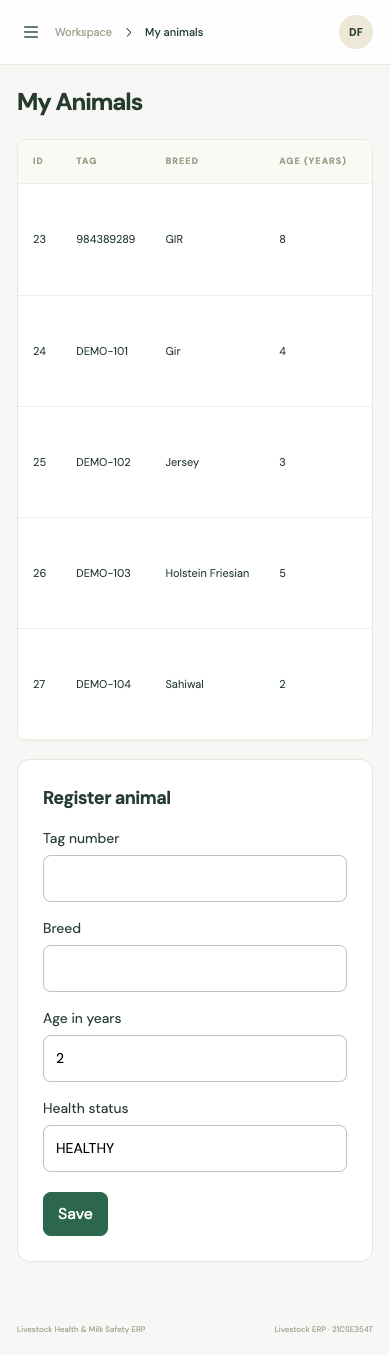 Workspace > My animals DF
My Animals
ID TAG BREED AGE (YEARS)
23 984389289 GIR 8
24 DEMO-101 Gir 4
25 DEMO-102 Jersey 3
26 DEMO-103 Holstein Friesian 5
27 DEMO-104 Sahiwal 2
Register animal
Tag number
Breed
Age in years
2
Health status
HEALTHY
Save
Livestock Health & Milk Safety ERP Livestock ERP · 21CSE354T